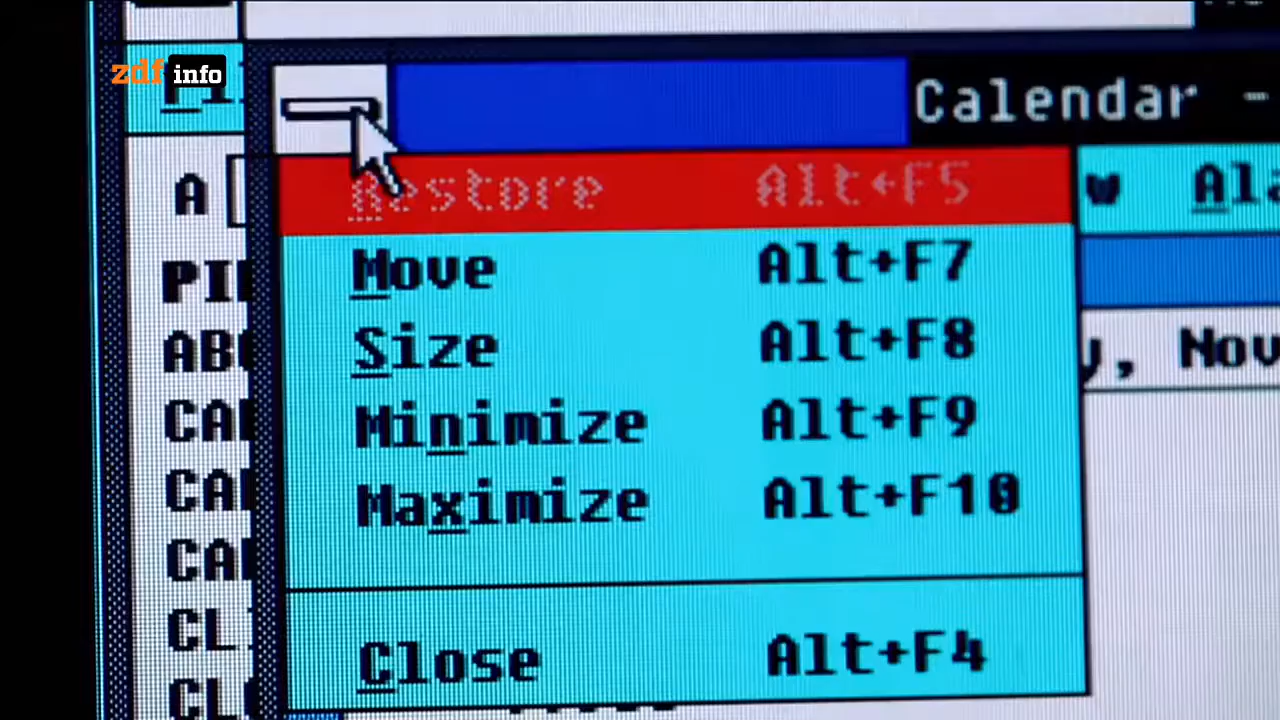 zdf info
Calendar -
A
Restore Alt+F5
Move Alt+F7
Size Alt+F8
Minimize Alt+F9
Maximize Alt+F10
Close Alt+F4